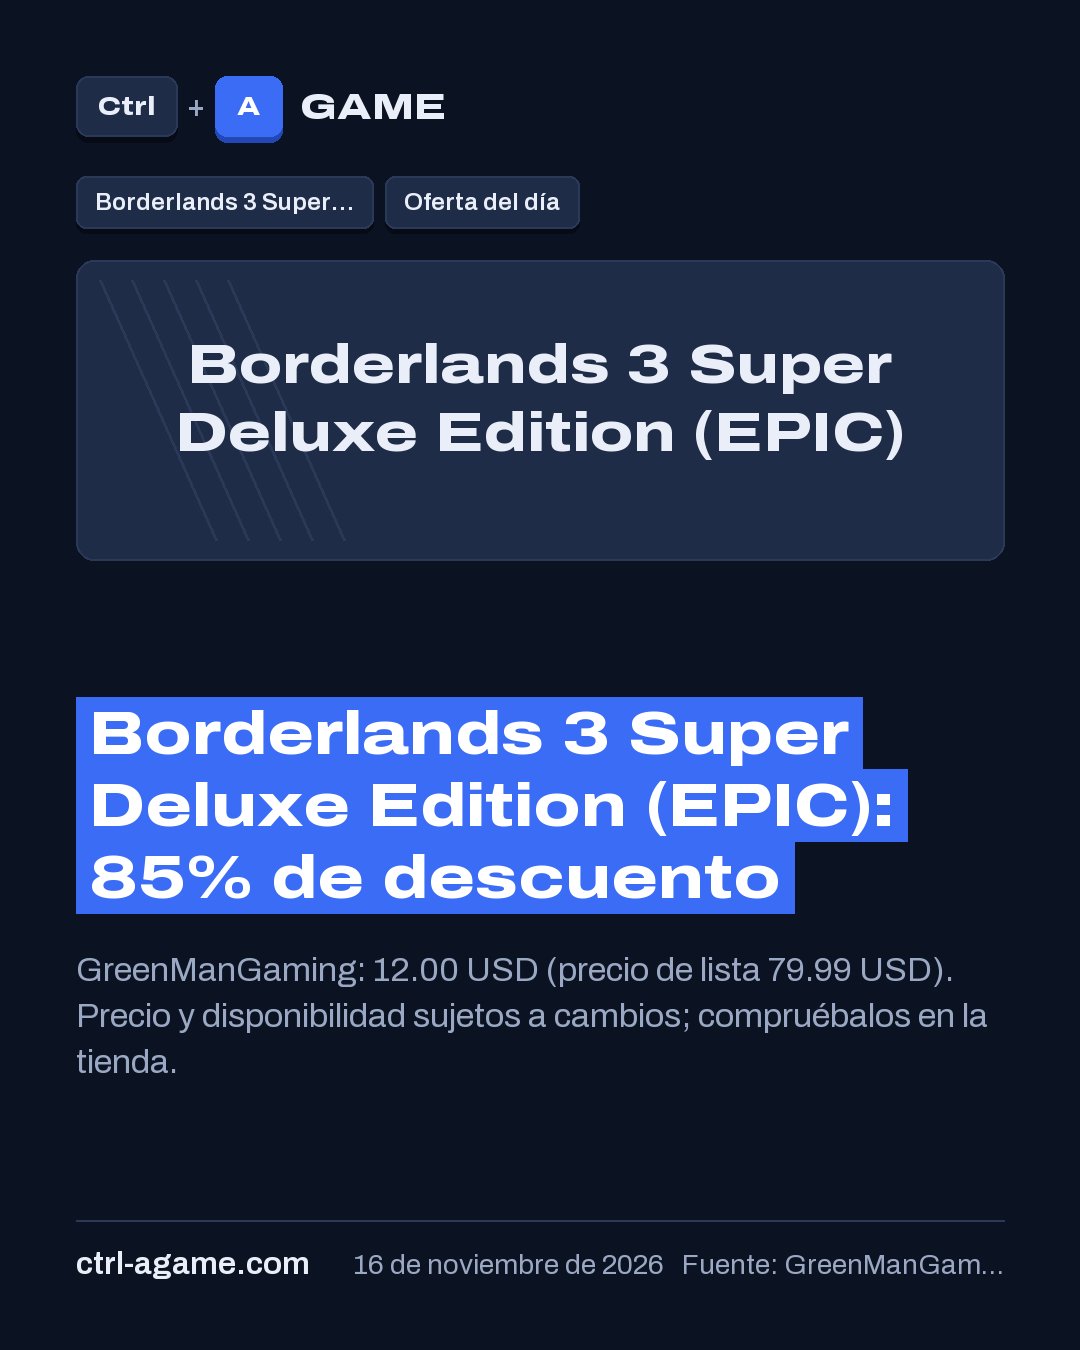 Ctrl + A GAME
Borderlands 3 Super... Oferta del día
Borderlands 3 Super
Deluxe Edition (EPIC)
Borderlands 3 Super
Deluxe Edition (EPIC):
85% de descuento
GreenManGaming: 12.00 USD (precio de lista 79.99 USD).
Precio y disponibilidad sujetos a cambios; compruébalos en la
tienda.
ctrl-agame.com 16 de noviembre de 2026 Fuente: GreenManGam...